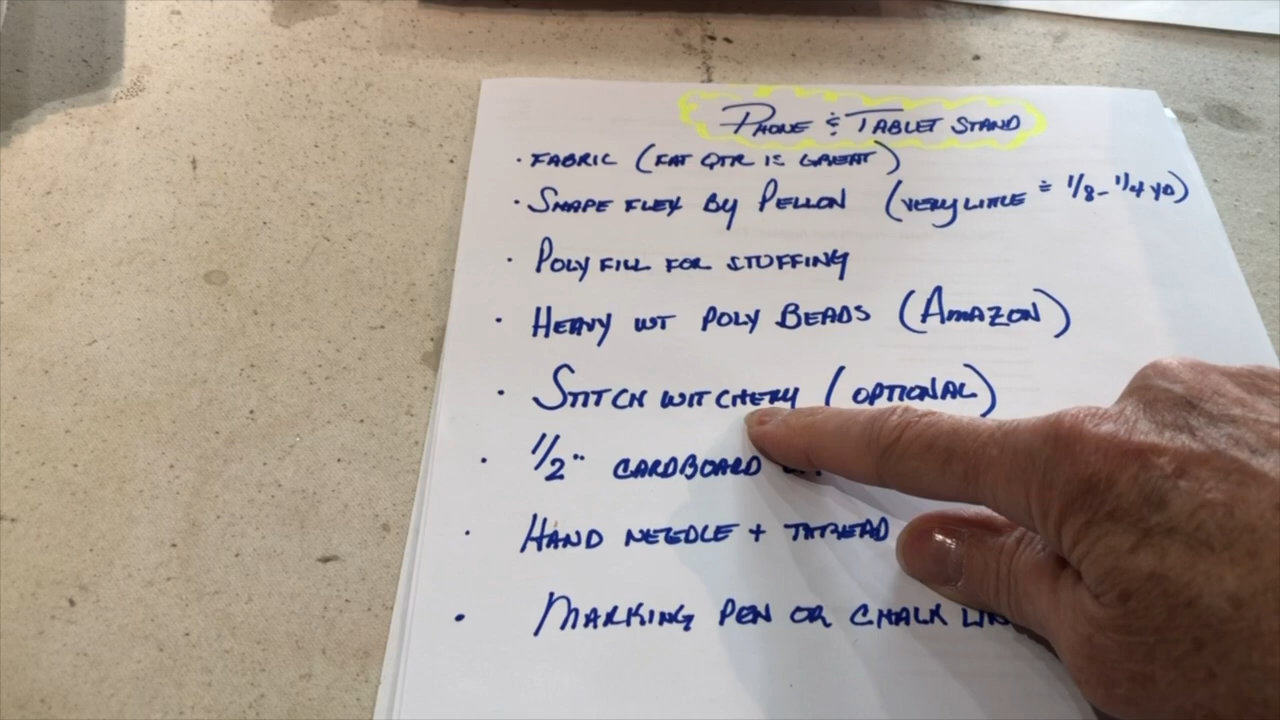 PHONE & TABLET STAND
· FABRIC (FAT QTR IS GREAT)
· SHAPE FLEX BY PELLON (VERY LITTLE = 1/8-1/4 YD)
· POLY FILL FOR STUFFING
· HEAVY WT POLY BEADS (AMAZON)
· STITCH WITCHERY (OPTIONAL)
· 1/2" CARDBOARD
· HAND NEEDLE + THREAD
· MARKING PEN OR CHALK